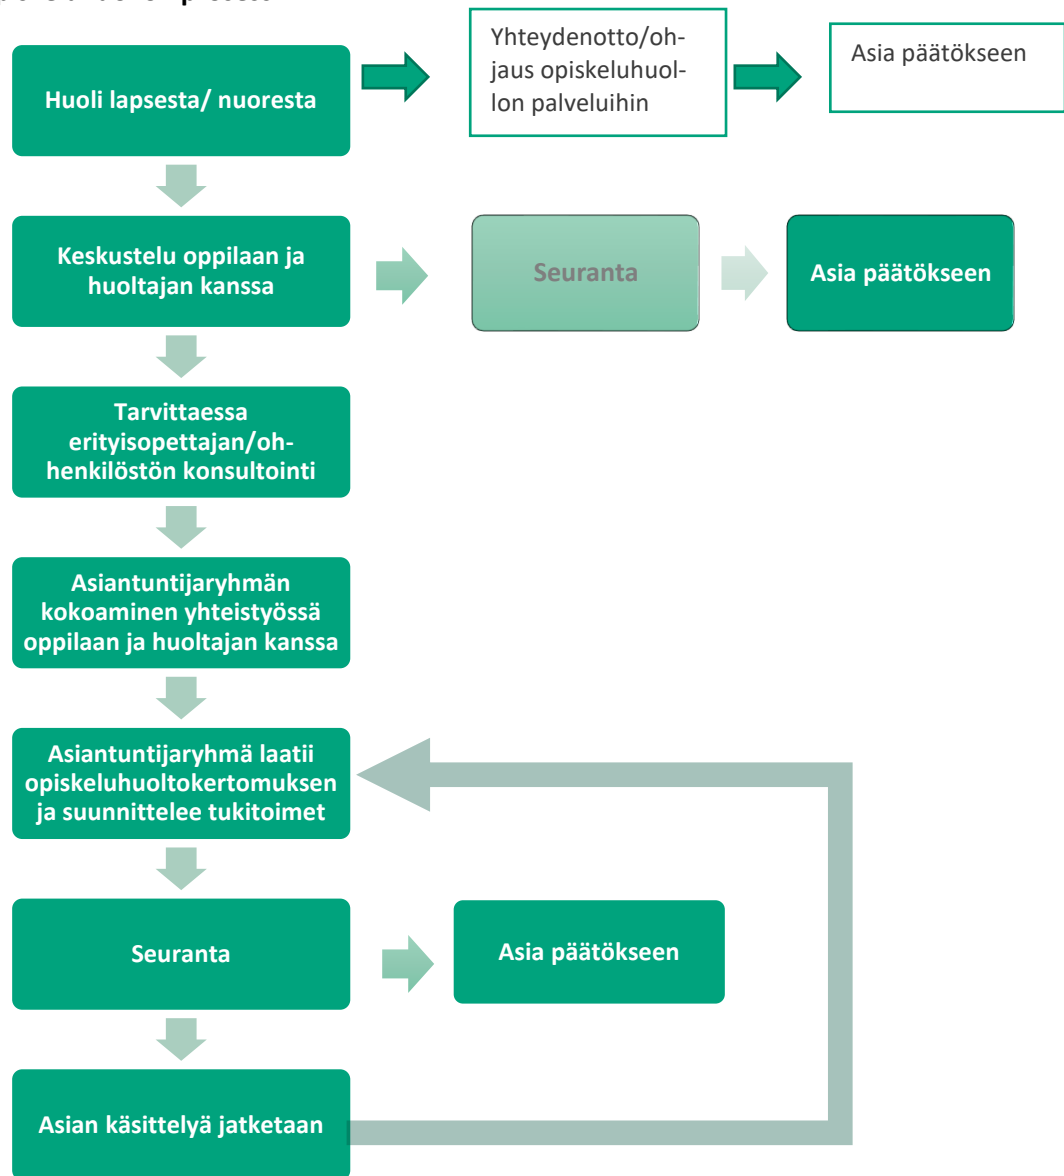 Huoli lapsesta/ nuoresta
Yhteydenotto/oh-
jaus opiskeluhuol-
lon palveluihin
Asia päätökseen
Keskustelu oppilaan ja
huoltajan kanssa
Seuranta
Asia päätökseen
Tarvittaessa
erityisopettajan/oh-
henkilöstön konsultointi
Asiantuntijaryhmän
kokoaminen yhteistyössä
oppilaan ja huoltajan kanssa
Asiantuntijaryhmä laatii
opiskeluhuoltokertomuksen
ja suunnittelee tukitoimet
Seuranta
Asia päätökseen
Asian käsittelyä jatketaan